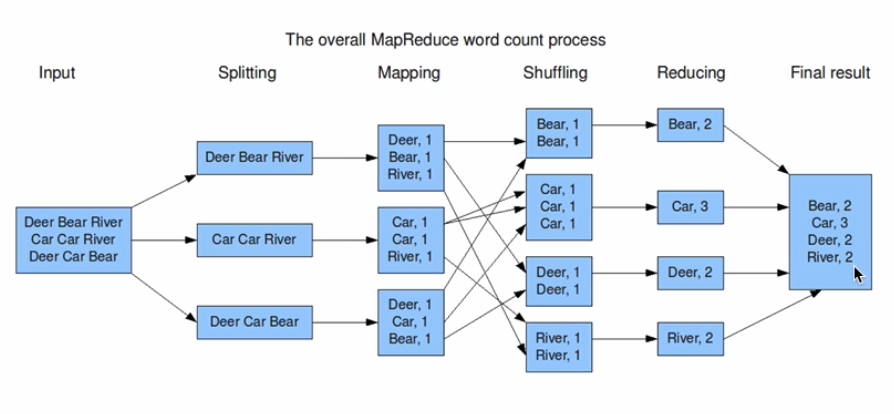 The overall MapReduce word count process
Input
Splitting
Mapping
Shuffling
Reducing
Final result
Deer Bear River
Car Car River
Deer Car Bear
Deer Bear River
Car Car River
Deer Car Bear
Deer, 1
Bear, 1
River, 1
Car, 1
Car, 1
River, 1
Deer, 1
Car, 1
Bear, 1
Bear, 1
Bear, 1
Car, 1
Car, 1
Car, 1
Deer, 1
Deer, 1
River, 1
River, 1
Bear, 2
Car, 3
Deer, 2
River, 2
Bear, 2
Car, 3
Deer, 2
River, 2